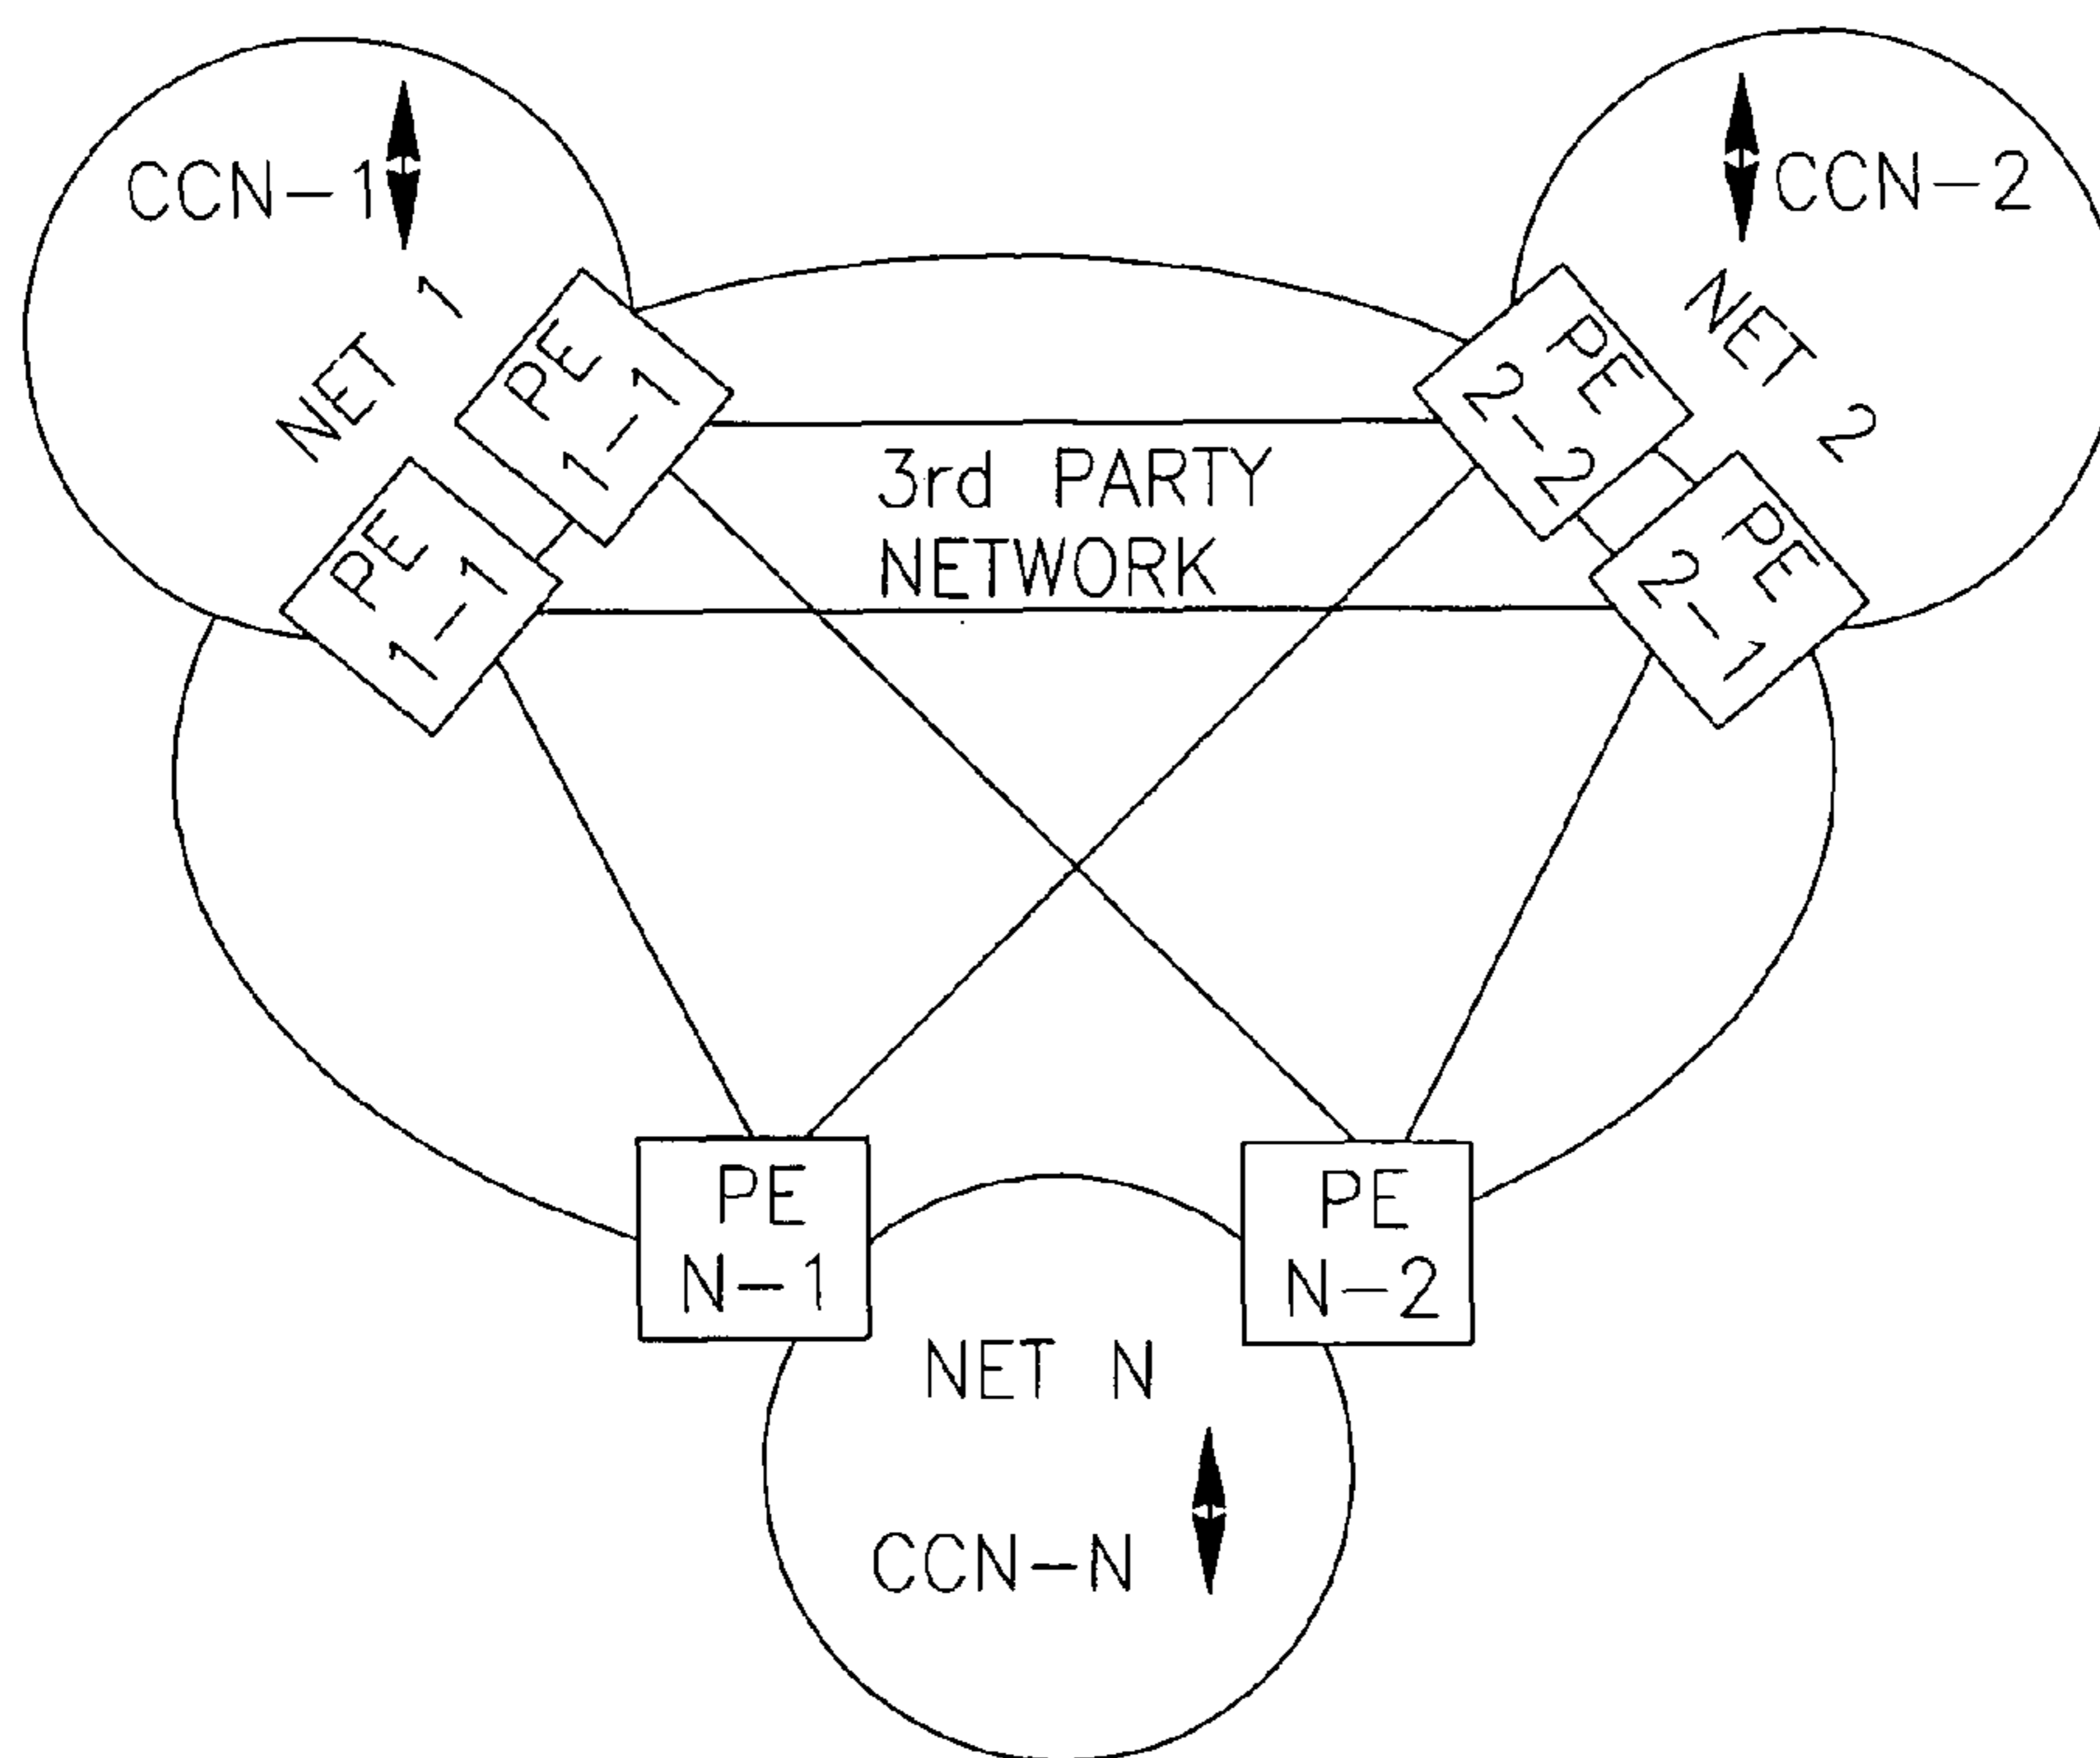 CCN-1
CCN-2
NET 1
NET 2
PE
1-1
PE
2-2
3rd PARTY
NETWORK
PE
1-1
PE
2-1
PE
N-1
PE
N-2
NET N
CCN-N